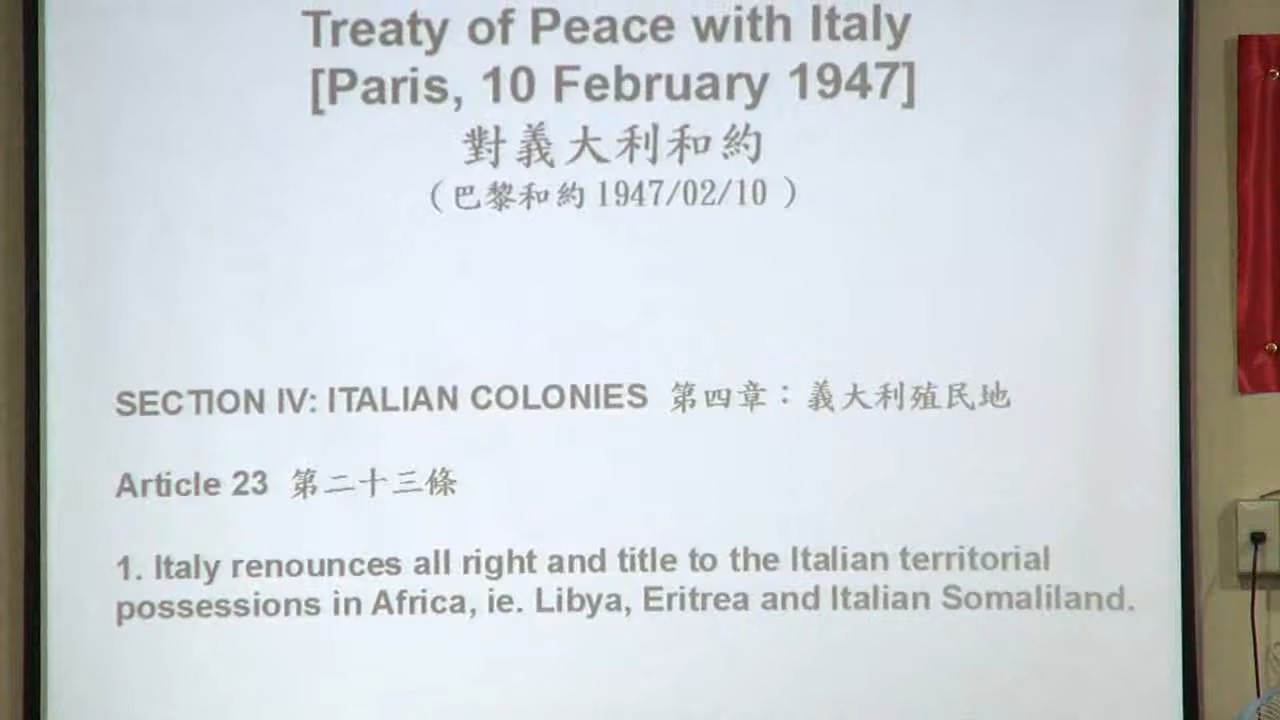 Treaty of Peace with Italy
[Paris, 10 February 1947]
對義大利和約
（巴黎和約 1947/02/10 ）
SECTION IV: ITALIAN COLONIES 第四章：義大利殖民地
Article 23 第二十三條
1. Italy renounces all right and title to the Italian territorial
possessions in Africa, ie. Libya, Eritrea and Italian Somaliland.